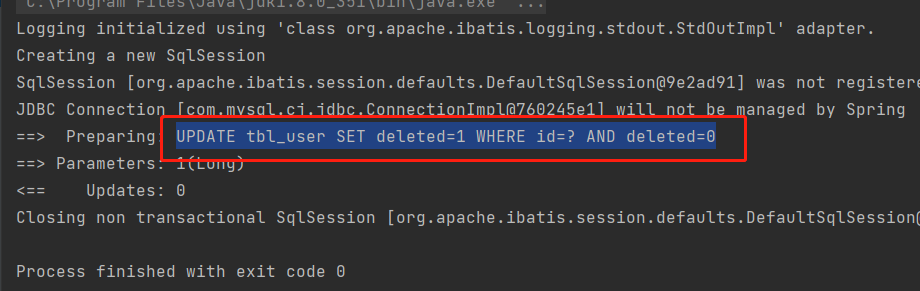 C:\Program Files\Java\jdk1.8.0_351\bin\java.exe" ...
Logging initialized using 'class org.apache.ibatis.logging.stdout.StdOutImpl' adapter.
Creating a new SqlSession
SqlSession [org.apache.ibatis.session.defaults.DefaultSqlSession@9e2ad91] was not registere
JDBC Connection [com.mysql.cj.jdbc.ConnectionImpl@760245e1] will not be managed by Spring
==>  Preparing: UPDATE tbl_user SET deleted=1 WHERE id=? AND deleted=0
==> Parameters: 1(Long)
<==    Updates: 0
Closing non transactional SqlSession [org.apache.ibatis.session.defaults.DefaultSqlSession@
Process finished with exit code 0